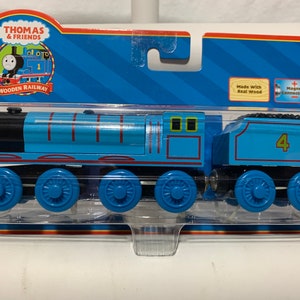 THOMAS
& FRIENDS
WOODEN RAILWAY
Made With
Real Wood
4